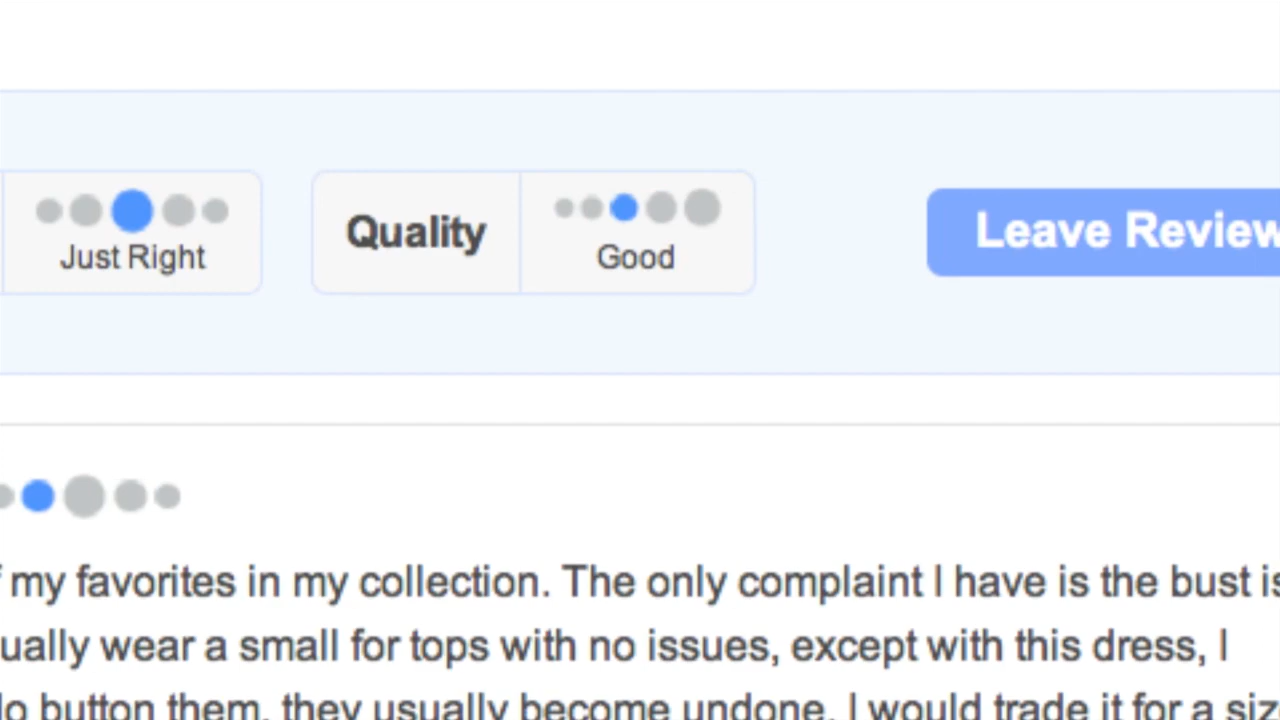 Just Right
Quality
Good
Leave Review
my favorites in my collection. The only complaint I have is the bust is
wear a small for tops with no issues, except with this dress, I
button them, they usually become undone. I would trade it for a